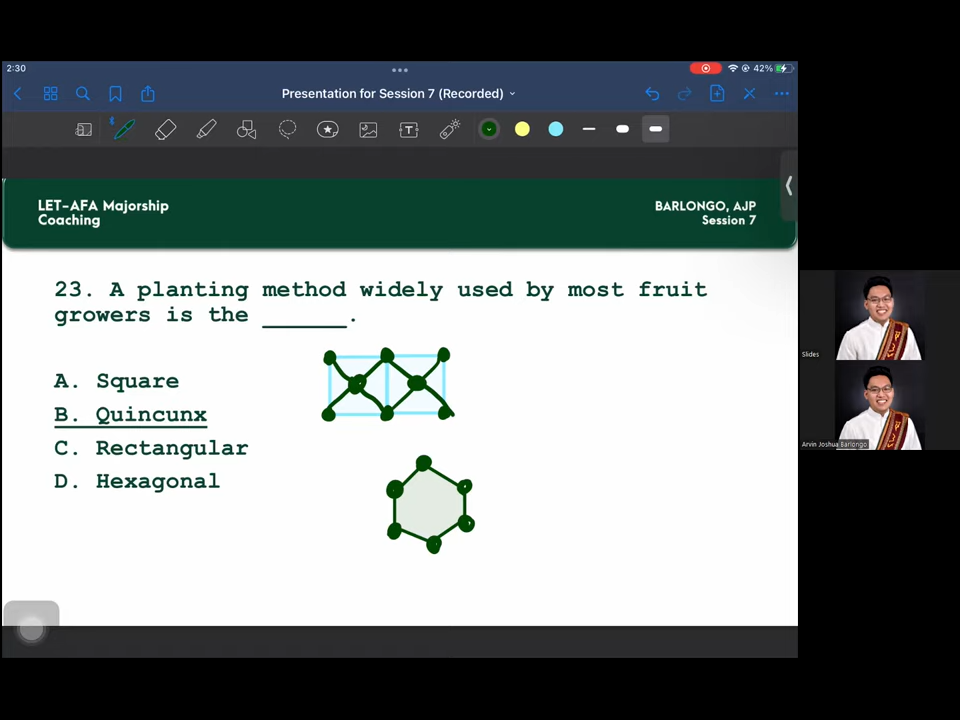 2:30
42%
Presentation for Session 7 (Recorded)
LET-AFA Majorship
Coaching
BARLONGO, AJP
Session 7
23. A planting method widely used by most fruit
growers is the ______.
A. Square
B. Quincunx
C. Rectangular
D. Hexagonal
Slides
Arvin Joshua Barlongo